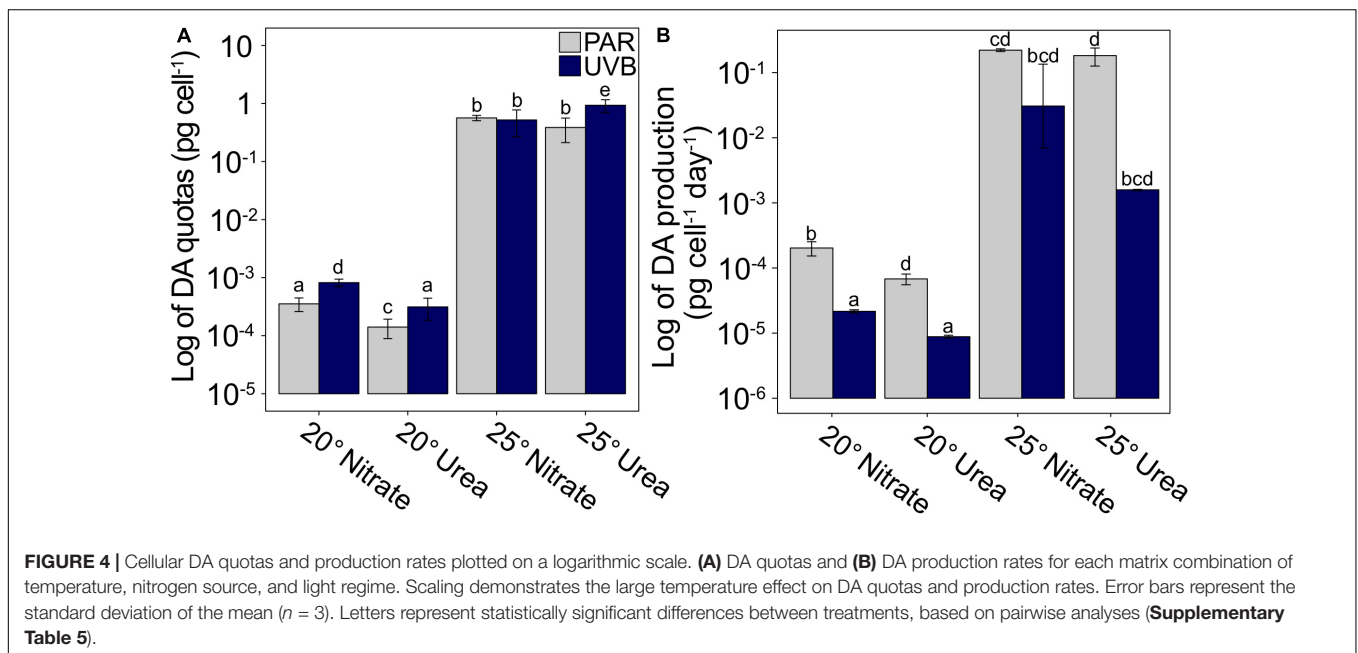 A
Log of DA quotas (pg cell⁻¹)
10
1
10⁻¹
10⁻²
10⁻³
10⁻⁴
10⁻⁵
PAR
UVB
a
d
c
a
b
b
b
e
20° Nitrate
20° Urea
25° Nitrate
25° Urea
B
Log of DA production
(pg cell⁻¹ day⁻¹)
10⁻¹
10⁻²
10⁻³
10⁻⁴
10⁻⁵
10⁻⁶
b
a
d
a
cd
bcd
d
bcd
20° Nitrate
20° Urea
25° Nitrate
25° Urea
FIGURE 4 | Cellular DA quotas and production rates plotted on a logarithmic scale. (A) DA quotas and (B) DA production rates for each matrix combination of
temperature, nitrogen source, and light regime. Scaling demonstrates the large temperature effect on DA quotas and production rates. Error bars represent the
standard deviation of the mean (n = 3). Letters represent statistically significant differences between treatments, based on pairwise analyses (Supplementary
Table 5).